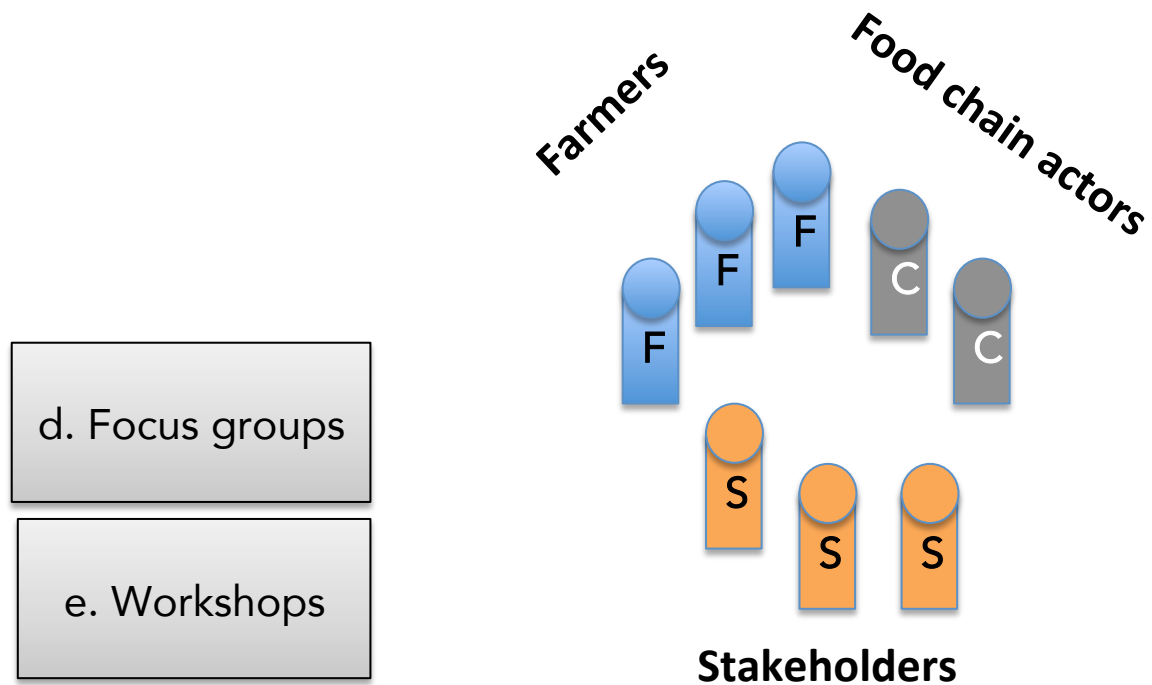 Farmers
Food chain actors
F
F
F
C
C
d. Focus groups
e. Workshops
S
S
S
Stakeholders